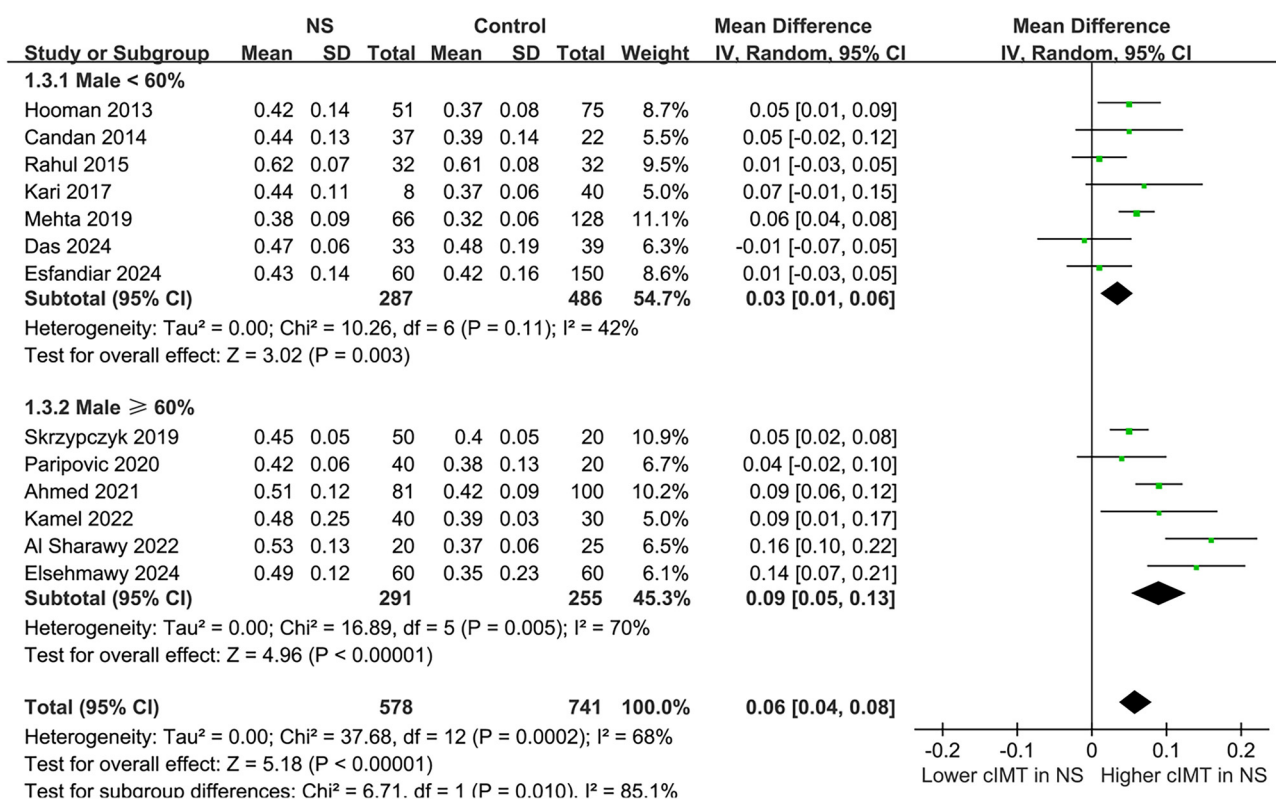 NS Control Mean Difference Mean Difference
Study or Subgroup Mean SD Total Mean SD Total Weight IV, Random, 95% CI IV, Random, 95% CI
1.3.1 Male < 60%
Hooman 2013 0.42 0.14 51 0.37 0.08 75 8.7% 0.05 [0.01, 0.09]
Candan 2014 0.44 0.13 37 0.39 0.14 22 5.5% 0.05 [-0.02, 0.12]
Rahul 2015 0.62 0.07 32 0.61 0.08 32 9.5% 0.01 [-0.03, 0.05]
Kari 2017 0.44 0.11 8 0.37 0.06 40 5.0% 0.07 [-0.01, 0.15]
Mehta 2019 0.38 0.09 66 0.32 0.06 128 11.1% 0.06 [0.04, 0.08]
Das 2024 0.47 0.06 33 0.48 0.19 39 6.3% -0.01 [-0.07, 0.05]
Esfandiar 2024 0.43 0.14 60 0.42 0.16 150 8.6% 0.01 [-0.03, 0.05]
Subtotal (95% CI) 287 486 54.7% 0.03 [0.01, 0.06]
Heterogeneity: Tau² = 0.00; Chi² = 10.26, df = 6 (P = 0.11); I² = 42%
Test for overall effect: Z = 3.02 (P = 0.003)
1.3.2 Male ⩾ 60%
Skrzypczyk 2019 0.45 0.05 50 0.4 0.05 20 10.9% 0.05 [0.02, 0.08]
Paripovic 2020 0.42 0.06 40 0.38 0.13 20 6.7% 0.04 [-0.02, 0.10]
Ahmed 2021 0.51 0.12 81 0.42 0.09 100 10.2% 0.09 [0.06, 0.12]
Kamel 2022 0.48 0.25 40 0.39 0.03 30 5.0% 0.09 [0.01, 0.17]
Al Sharawy 2022 0.53 0.13 20 0.37 0.06 25 6.5% 0.16 [0.10, 0.22]
Elsehmawy 2024 0.49 0.12 60 0.35 0.23 60 6.1% 0.14 [0.07, 0.21]
Subtotal (95% CI) 291 255 45.3% 0.09 [0.05, 0.13]
Heterogeneity: Tau² = 0.00; Chi² = 16.89, df = 5 (P = 0.005); I² = 70%
Test for overall effect: Z = 4.96 (P < 0.00001)
Total (95% CI) 578 741 100.0% 0.06 [0.04, 0.08]
Heterogeneity: Tau² = 0.00; Chi² = 37.68, df = 12 (P = 0.0002); I² = 68%
Test for overall effect: Z = 5.18 (P < 0.00001)
Test for subgroup differences: Chi² = 6.71, df = 1 (P = 0.010), I² = 85.1%
-0.2 -0.1 0 0.1 0.2
Lower cIMT in NS Higher cIMT in NS